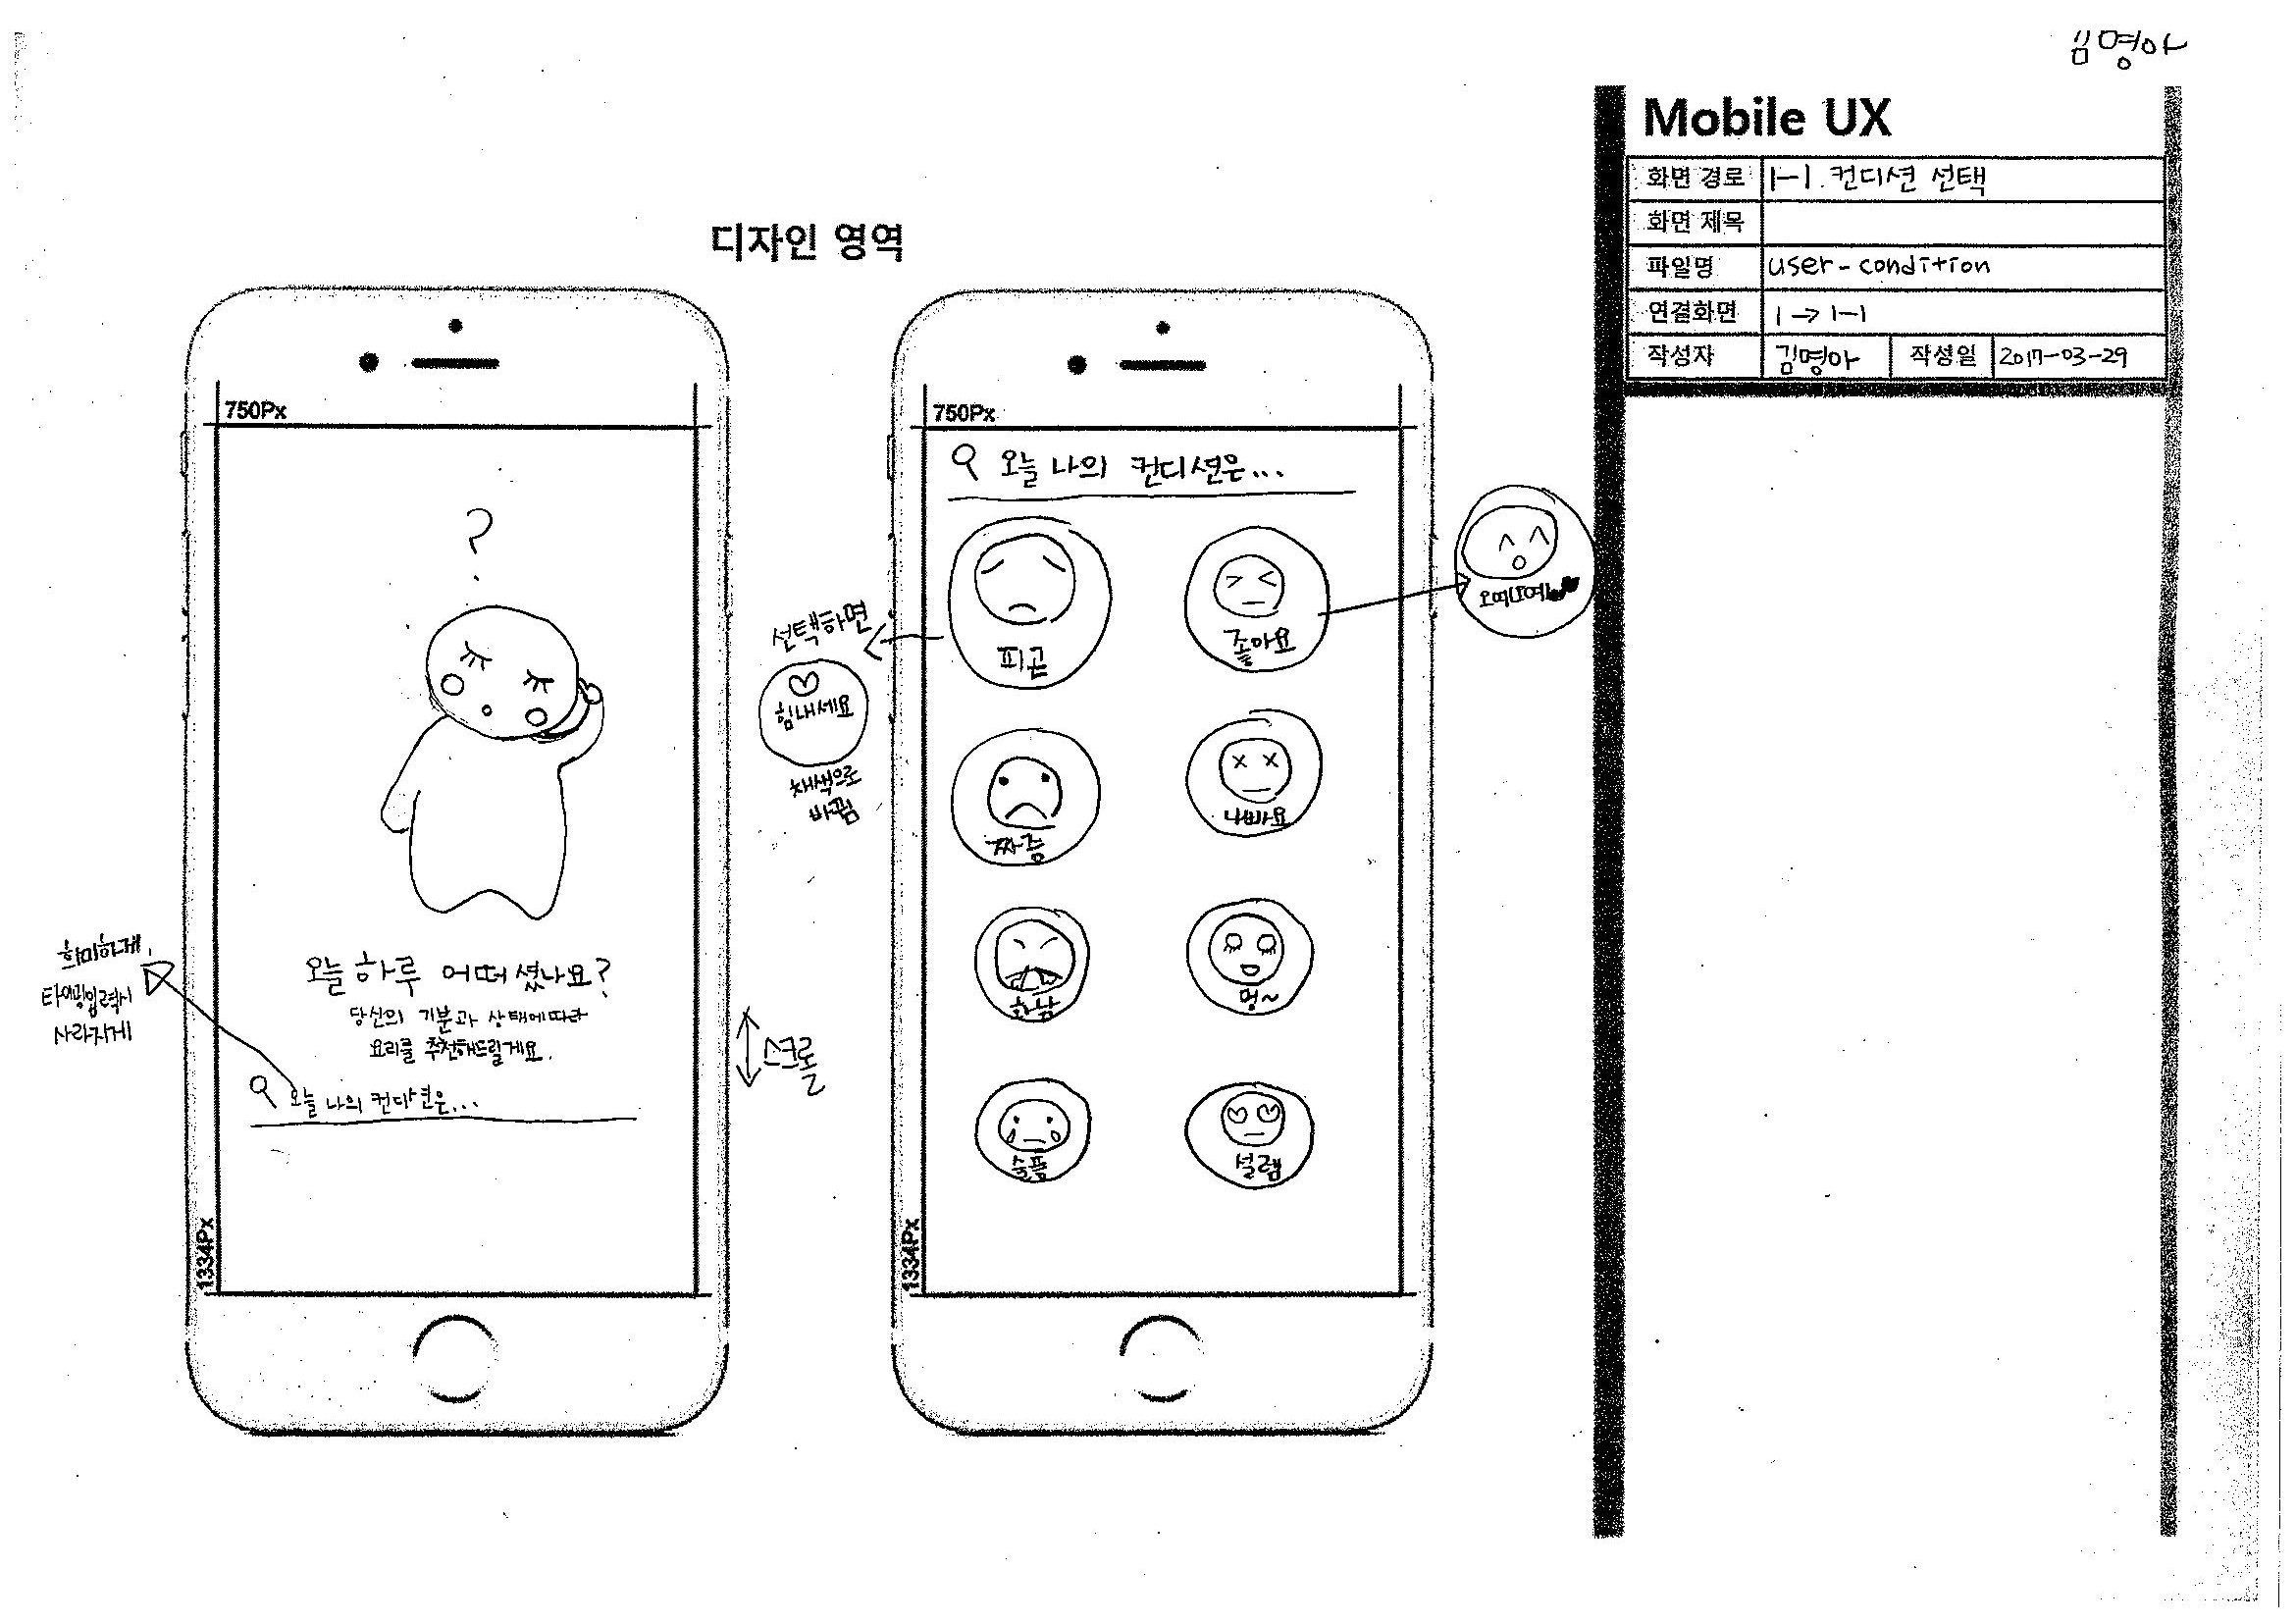 김명아
Mobile UX
화면 경로 1-1. 컨디션 선택
화면 제목
파일명 user-condition
연결화면 1→1-1
작성자 김명아 작성일 2017-03-29
디자인 영역
750Px
?
오늘 하루 어떠셨나요?
당신의 기분과 상태에따라
요리를 추천해드릴게요.
오늘 나의 컨디션은...
1334Px
희미하게,
타이핑입력시
사라지게
스크롤
750Px
오늘 나의 컨디션은...
피곤
좋아요
짜증
나빠요
화남
멍~
슬픔
설렘
1334Px
선택하면
힘내세요
채색으로
바뀜